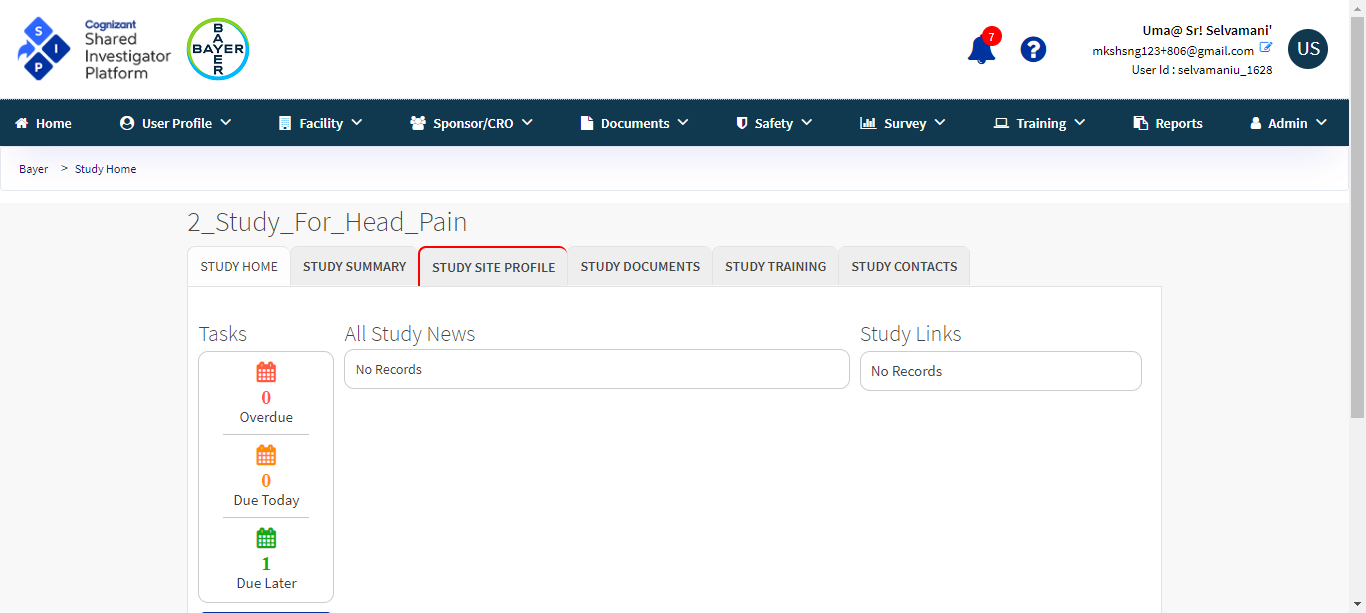 S
I
P
Cognizant
Shared
Investigator
Platform
BAYER
BAYER
7
?
Uma@ Sr! Selvamani'
mkshsng123+806@gmail.com
User Id : selvamaniu_1628
US
Home User Profile Facility Sponsor/CRO Documents Safety Survey Training Reports Admin
Bayer > Study Home
2_Study_For_Head_Pain
STUDY HOME STUDY SUMMARY STUDY SITE PROFILE STUDY DOCUMENTS STUDY TRAINING STUDY CONTACTS
Tasks
0
Overdue
0
Due Today
1
Due Later
All Study News
No Records
Study Links
No Records